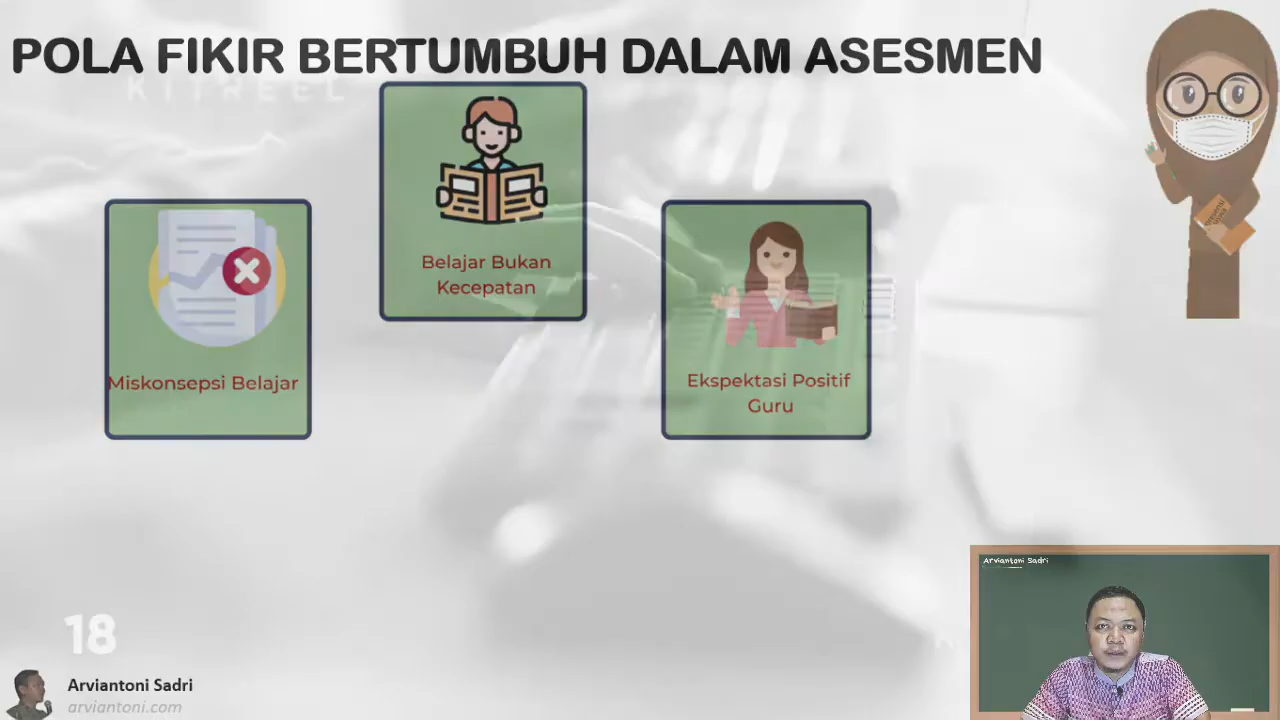 POLA FIKIR BERTUMBUH DALAM ASESMEN
Belajar Bukan
Kecepatan
Miskonsepsi Belajar
Ekspektasi Positif
Guru
Arviantoni Sadri
18
Arviantoni Sadri
arviantoni.com